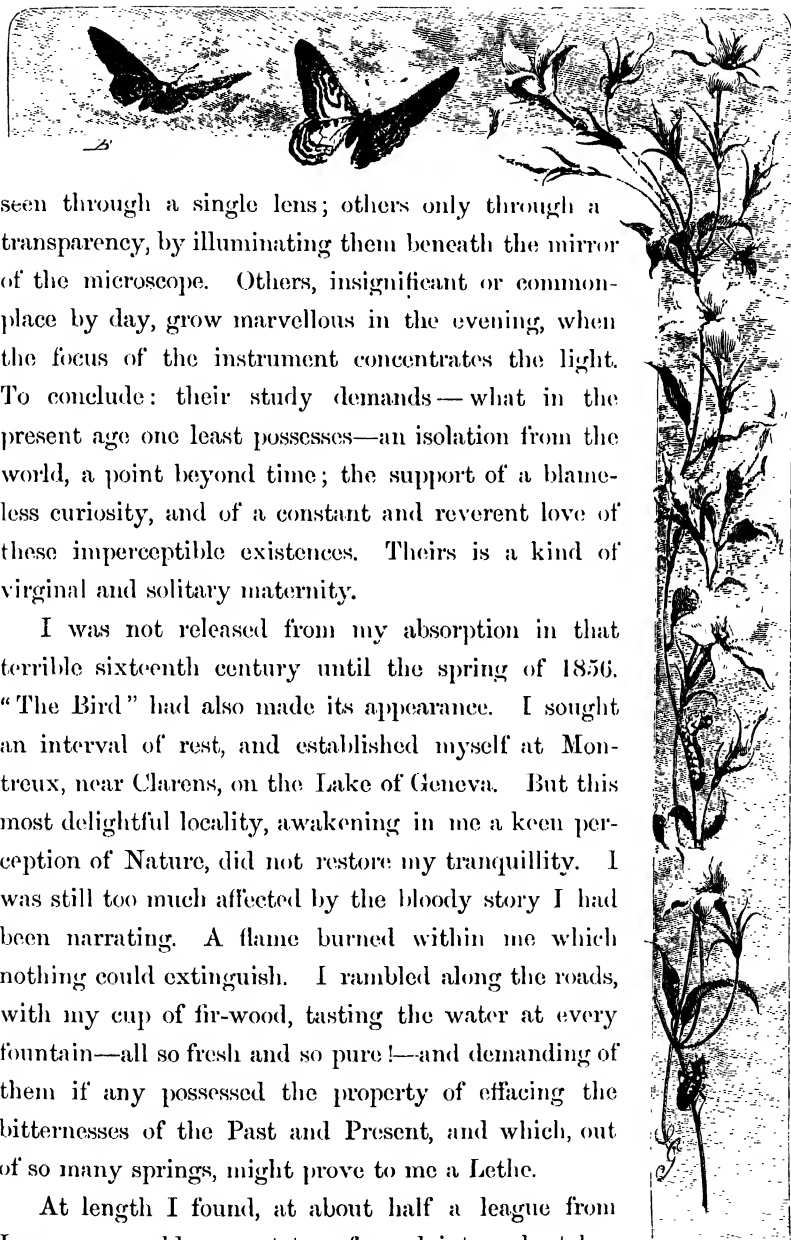 seen through a single lens; others only through a
transparency, by illuminating them beneath the mirror
of the microscope. Others, insignificant or common-
place by day, grow marvellous in the evening, when
the focus of the instrument concentrates the light.
To conclude: their study demands—what in the
present age one least possesses—an isolation from the
world, a point beyond time; the support of a blame-
less curiosity, and of a constant and reverent love of
these imperceptible existences. Theirs is a kind of
virginal and solitary maternity.
I was not released from my absorption in that
terrible sixteenth century until the spring of 1856.
"The Bird" had also made its appearance. I sought
an interval of rest, and established myself at Mon-
treux, near Clarens, on the Lake of Geneva. But this
most delightful locality, awakening in me a keen per-
ception of Nature, did not restore my tranquillity. I
was still too much affected by the bloody story I had
been narrating. A flame burned within me which
nothing could extinguish. I rambled along the roads,
with my cup of fir-wood, tasting the water at every
fountain—all so fresh and so pure!—and demanding of
them if any possessed the property of effacing the
bitternesses of the Past and Present, and which, out
of so many springs, might prove to me a Lethe.
At length I found, at about half a league from